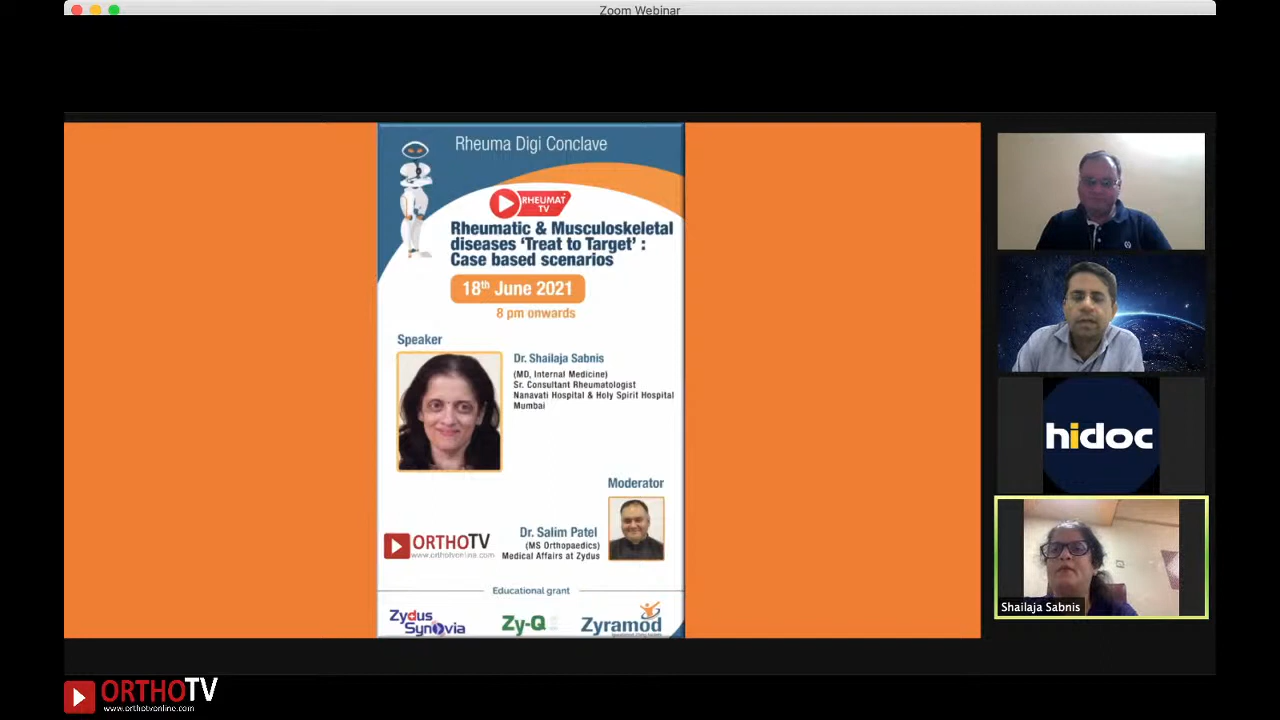 Zoom Webinar
Rheuma Digi Conclave
RHEUMAT
TV
Rheumatic & Musculoskeletal
diseases ‘Treat to Target’ :
Case based scenarios
18th June 2021
8 pm onwards
Speaker
Dr. Shailaja Sabnis
(MD, Internal Medicine)
Sr. Consultant Rheumatologist
Nanavati Hospital & Holy Spirit Hospital
Mumbai
Moderator
Dr. Salim Patel
(MS Orthopaedics)
Medical Affairs at Zydus
ORTHOTV
www.orthotvonline.com
Educational grant
Zydus
Synovia
Zy-Q
Zyramod
hidoc
Shailaja Sabnis
ORTHOTV
www.orthotvonline.com